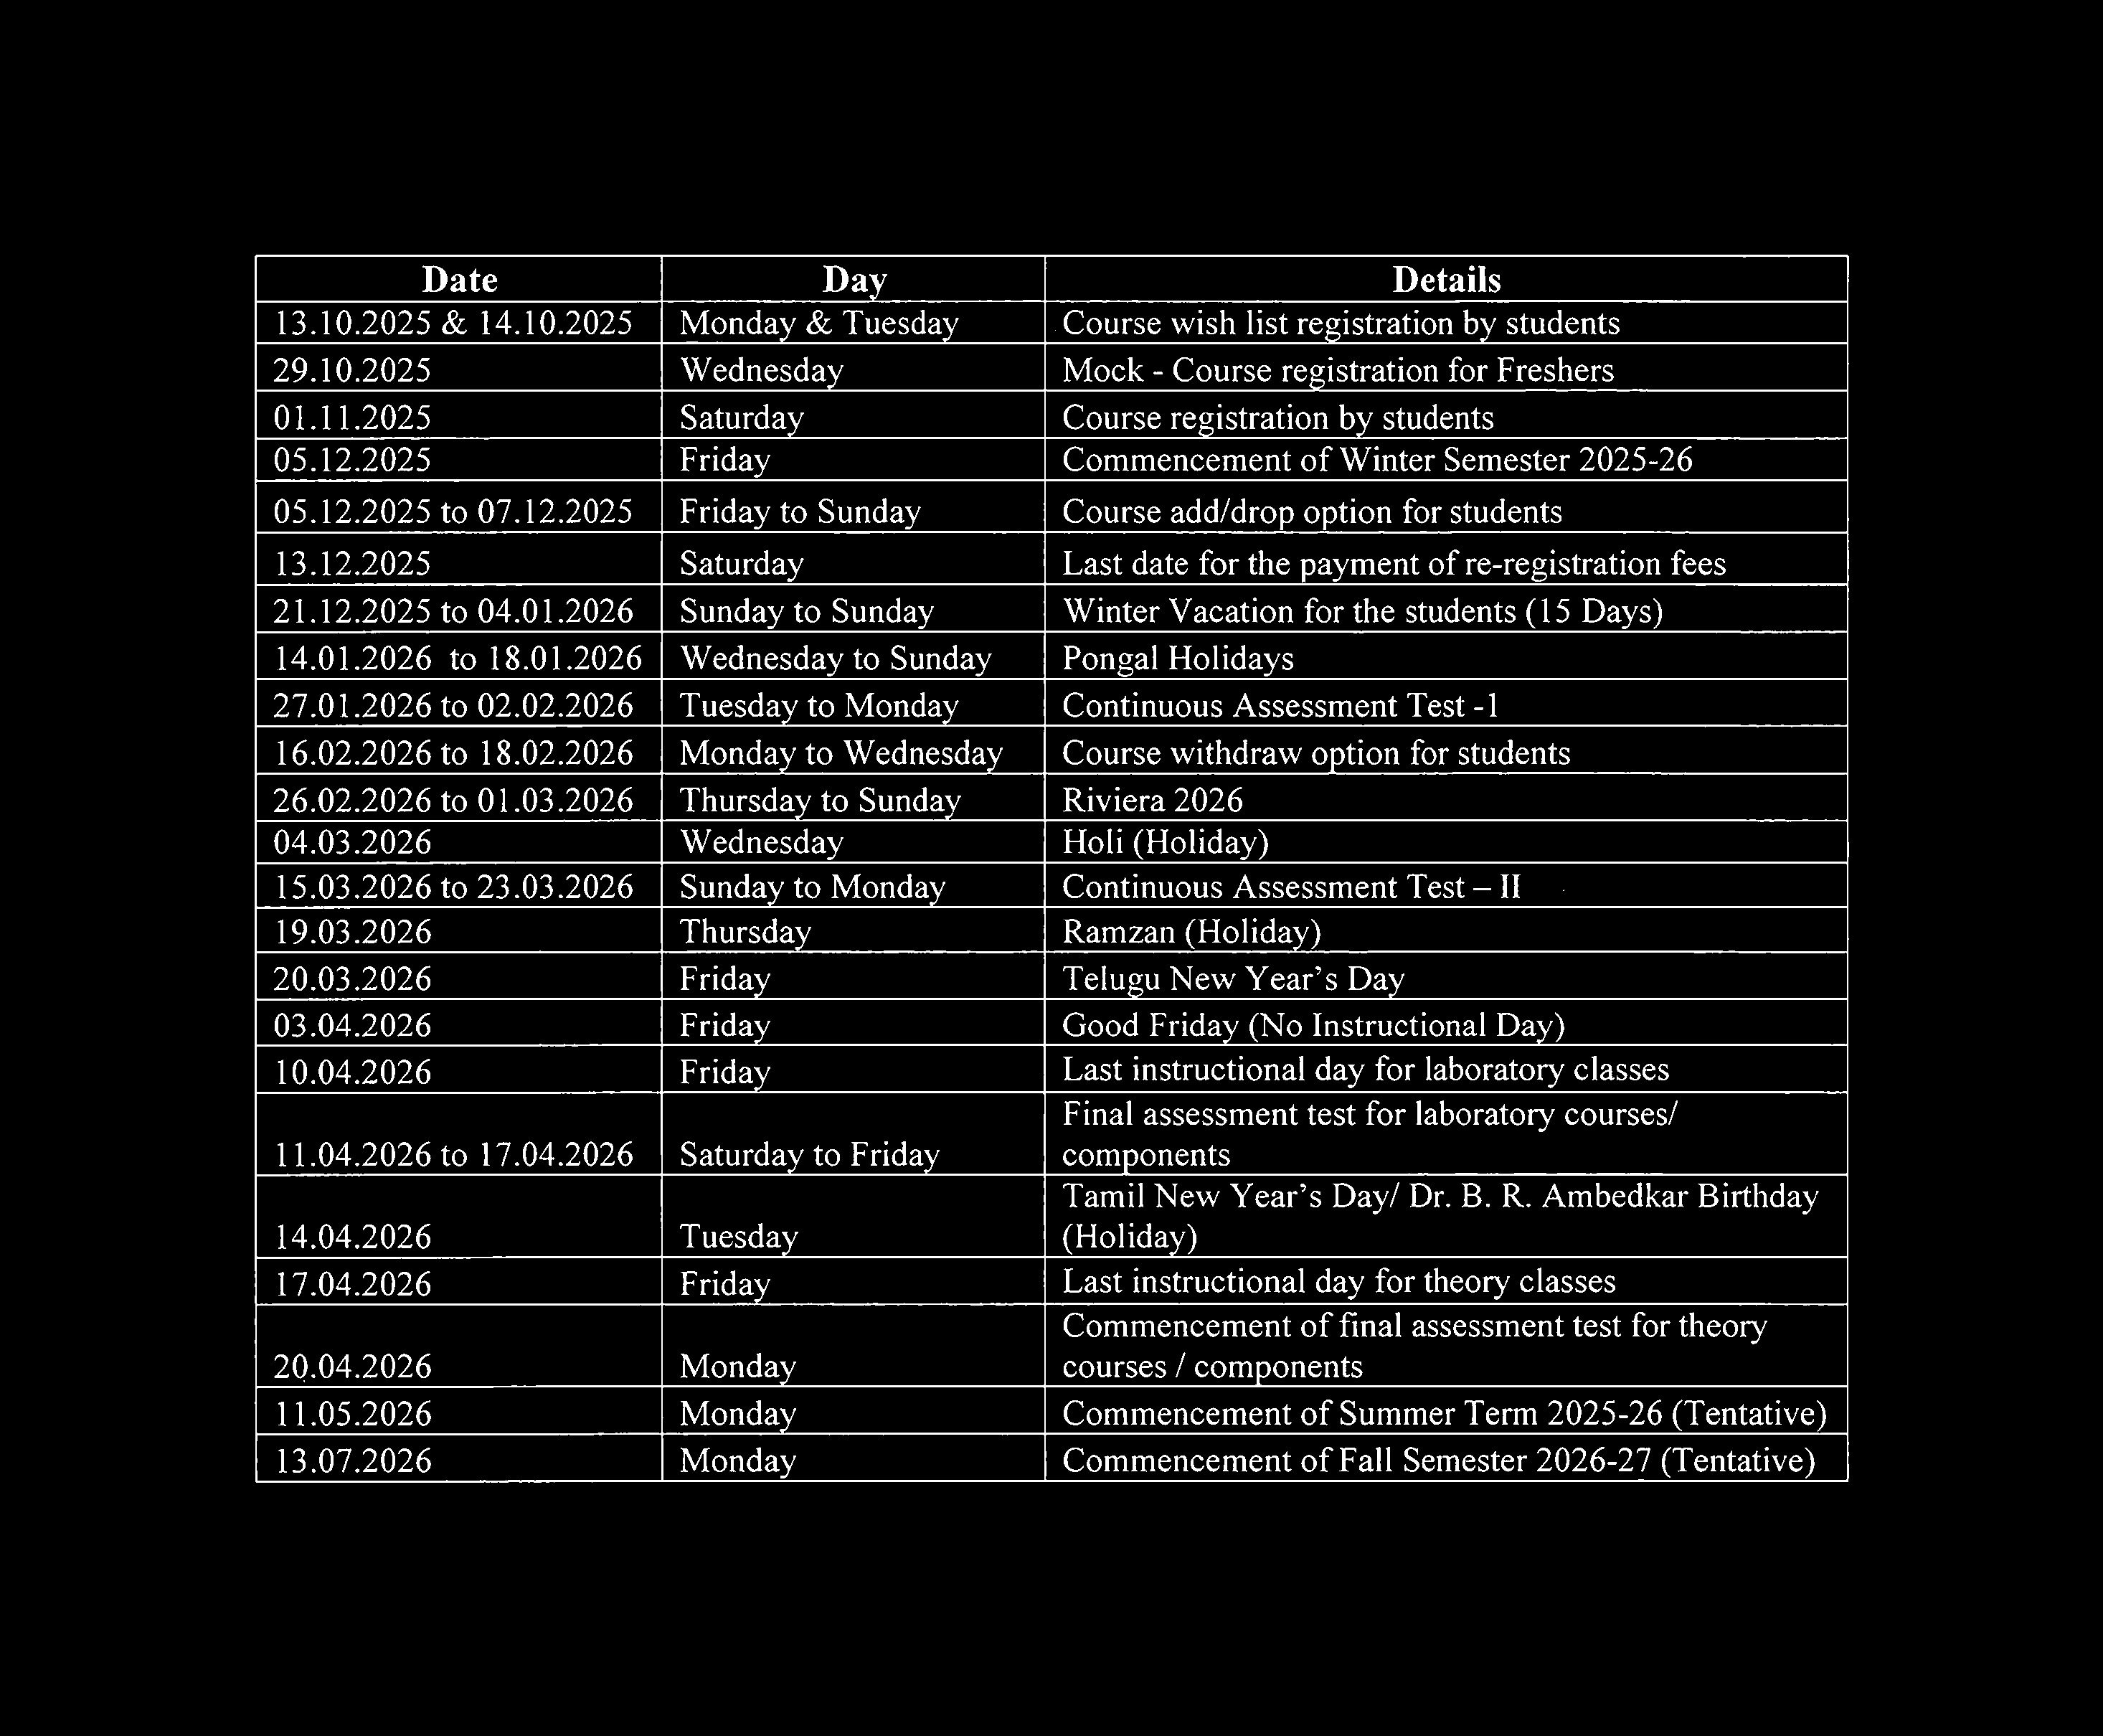 Date Day Details
13.10.2025 & 14.10.2025 Monday & Tuesday Course wish list registration by students
29.10.2025 Wednesday Mock - Course registration for Freshers
01.11.2025 Saturday Course registration by students
05.12.2025 Friday Commencement of Winter Semester 2025-26
05.12.2025 to 07.12.2025 Friday to Sunday Course add/drop option for students
13.12.2025 Saturday Last date for the payment of re-registration fees
21.12.2025 to 04.01.2026 Sunday to Sunday Winter Vacation for the students (15 Days)
14.01.2026 to 18.01.2026 Wednesday to Sunday Pongal Holidays
27.01.2026 to 02.02.2026 Tuesday to Monday Continuous Assessment Test -1
16.02.2026 to 18.02.2026 Monday to Wednesday Course withdraw option for students
26.02.2026 to 01.03.2026 Thursday to Sunday Riviera 2026
04.03.2026 Wednesday Holi (Holiday)
15.03.2026 to 23.03.2026 Sunday to Monday Continuous Assessment Test – II
19.03.2026 Thursday Ramzan (Holiday)
20.03.2026 Friday Telugu New Year's Day
03.04.2026 Friday Good Friday (No Instructional Day)
10.04.2026 Friday Last instructional day for laboratory classes
Final assessment test for laboratory courses/
11.04.2026 to 17.04.2026 Saturday to Friday components
Tamil New Year's Day/ Dr. B. R. Ambedkar Birthday
14.04.2026 Tuesday (Holiday)
17.04.2026 Friday Last instructional day for theory classes
Commencement of final assessment test for theory
20.04.2026 Monday courses / components
11.05.2026 Monday Commencement of Summer Term 2025-26 (Tentative)
13.07.2026 Monday Commencement of Fall Semester 2026-27 (Tentative)